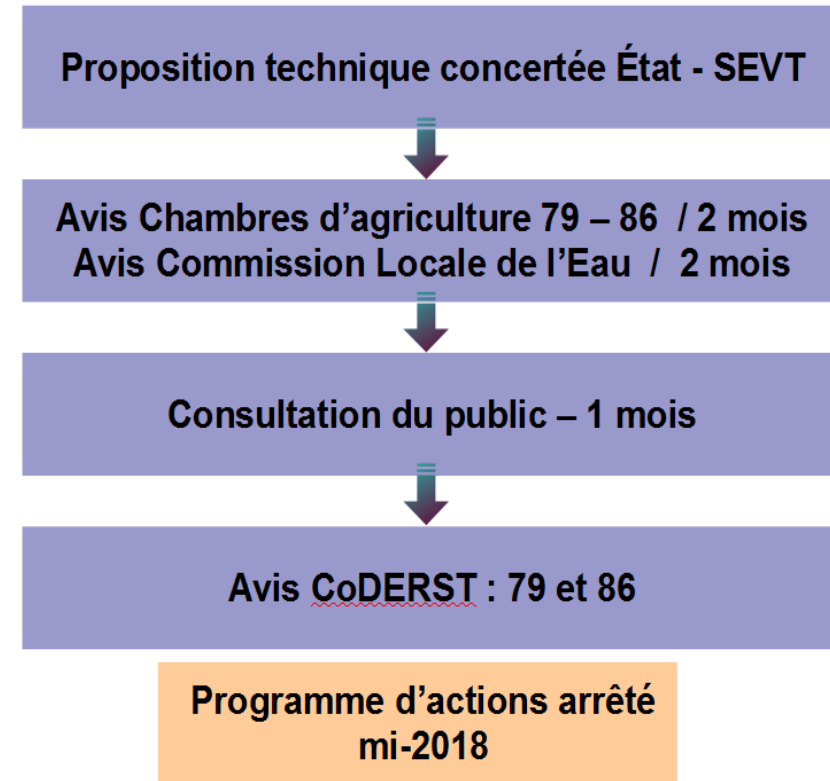 Proposition technique concertée État - SEVT
Avis Chambres d'agriculture 79 – 86 / 2 mois
Avis Commission Locale de l'Eau / 2 mois
Consultation du public – 1 mois
Avis CoDERST : 79 et 86
Programme d'actions arrêté
mi-2018